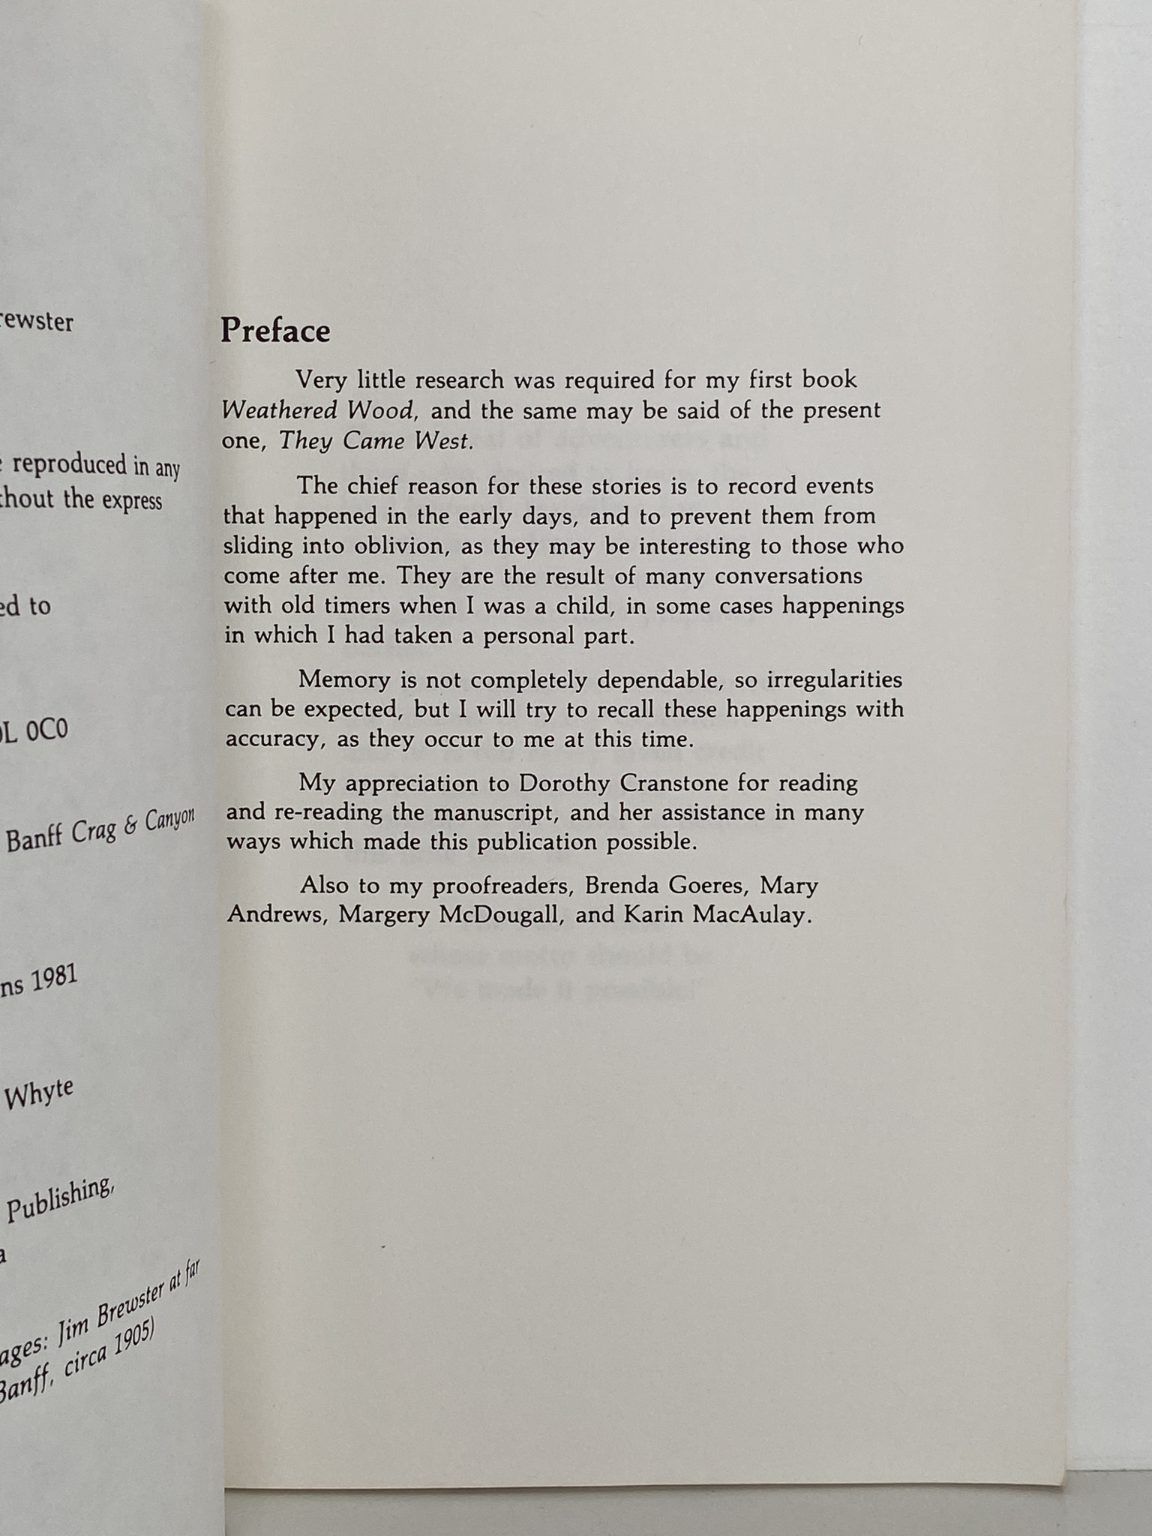 rewster
reproduced in any
thout the express
ed to
0L 0C0
Banff Crag & Canyon
ns 1981
Whyte
Publishing,
a
ages: Jim Brewster at far
Banff, circa 1905)
Preface
Very little research was required for my first book
Weathered Wood, and the same may be said of the present
one, They Came West.
The chief reason for these stories is to record events
that happened in the early days, and to prevent them from
sliding into oblivion, as they may be interesting to those who
come after me. They are the result of many conversations
with old timers when I was a child, in some cases happenings
in which I had taken a personal part.
Memory is not completely dependable, so irregularities
can be expected, but I will try to recall these happenings with
accuracy, as they occur to me at this time.
My appreciation to Dorothy Cranstone for reading
and re-reading the manuscript, and her assistance in many
ways which made this publication possible.
Also to my proofreaders, Brenda Goeres, Mary
Andrews, Margery McDougall, and Karin MacAulay.